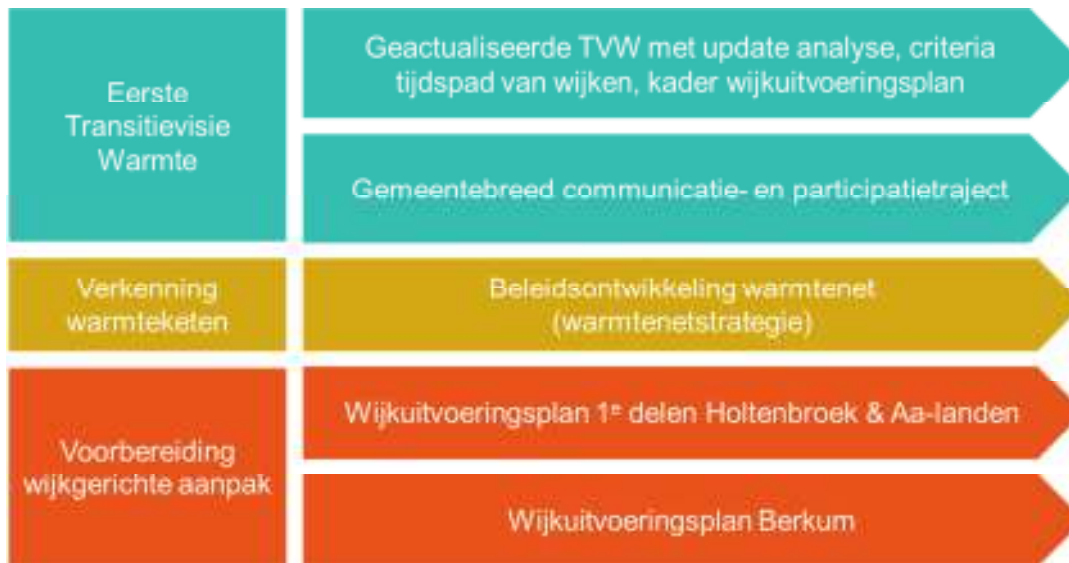 Eerste
Transitievisie
Warmte
Geactualiseerde TVW met update analyse, criteria
tijdspad van wijken, kader wijkuitvoeringsplan
Gemeentebreed communicatie- en participatietraject
Verkenning
warmteketen
Beleidsontwikkeling warmtenet
(warmtenetstrategie)
Voorbereiding
wijkgerichte aanpak
Wijkuitvoeringsplan 1e delen Holtenbroek & Aa-landen
Wijkuitvoeringsplan Berkum